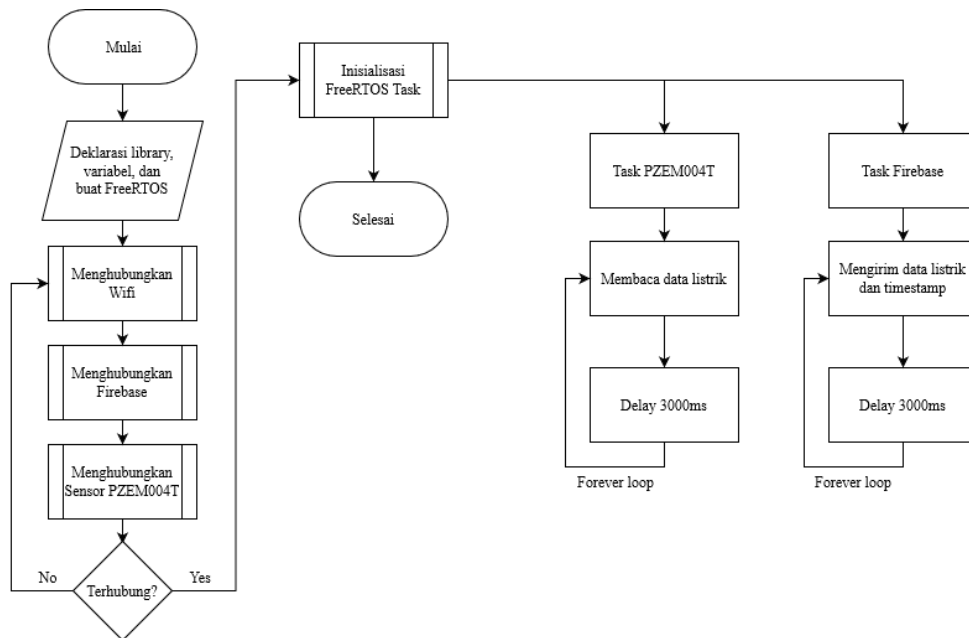 Mulai
Deklarasi library,
variabel, dan
buat FreeRTOS
Menghubungkan
Wifi
Menghubungkan
Firebase
Menghubungkan
Sensor PZEM004T
Terhubung?
No
Yes
Inisialisasi
FreeRTOS Task
Selesai
Task PZEM004T
Membaca data listrik
Delay 3000ms
Forever loop
Task Firebase
Mengirim data listrik
dan timestamp
Delay 3000ms
Forever loop